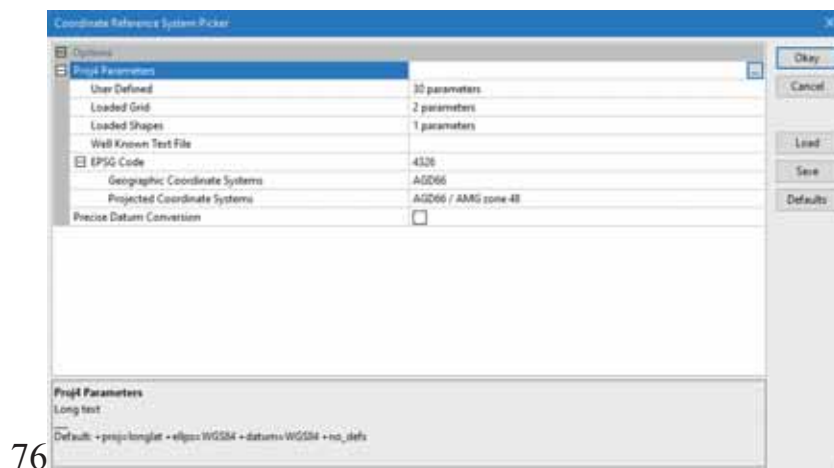 Coordinate Reference System Picker
Options
Proj4 Parameters ...
User Defined 30 parameters
Loaded Grid 2 parameters
Loaded Shapes 1 parameters
Well Known Text File
EPSG Code 4326
Geographic Coordinate Systems AGD66
Projected Coordinate Systems AGD66 / AMG zone 48
Precise Datum Conversion
Okay
Cancel
Load
Save
Defaults
Proj4 Parameters
Long text
Default: +proj=longlat +ellps=WGS84 +datum=WGS84 +no_defs
76